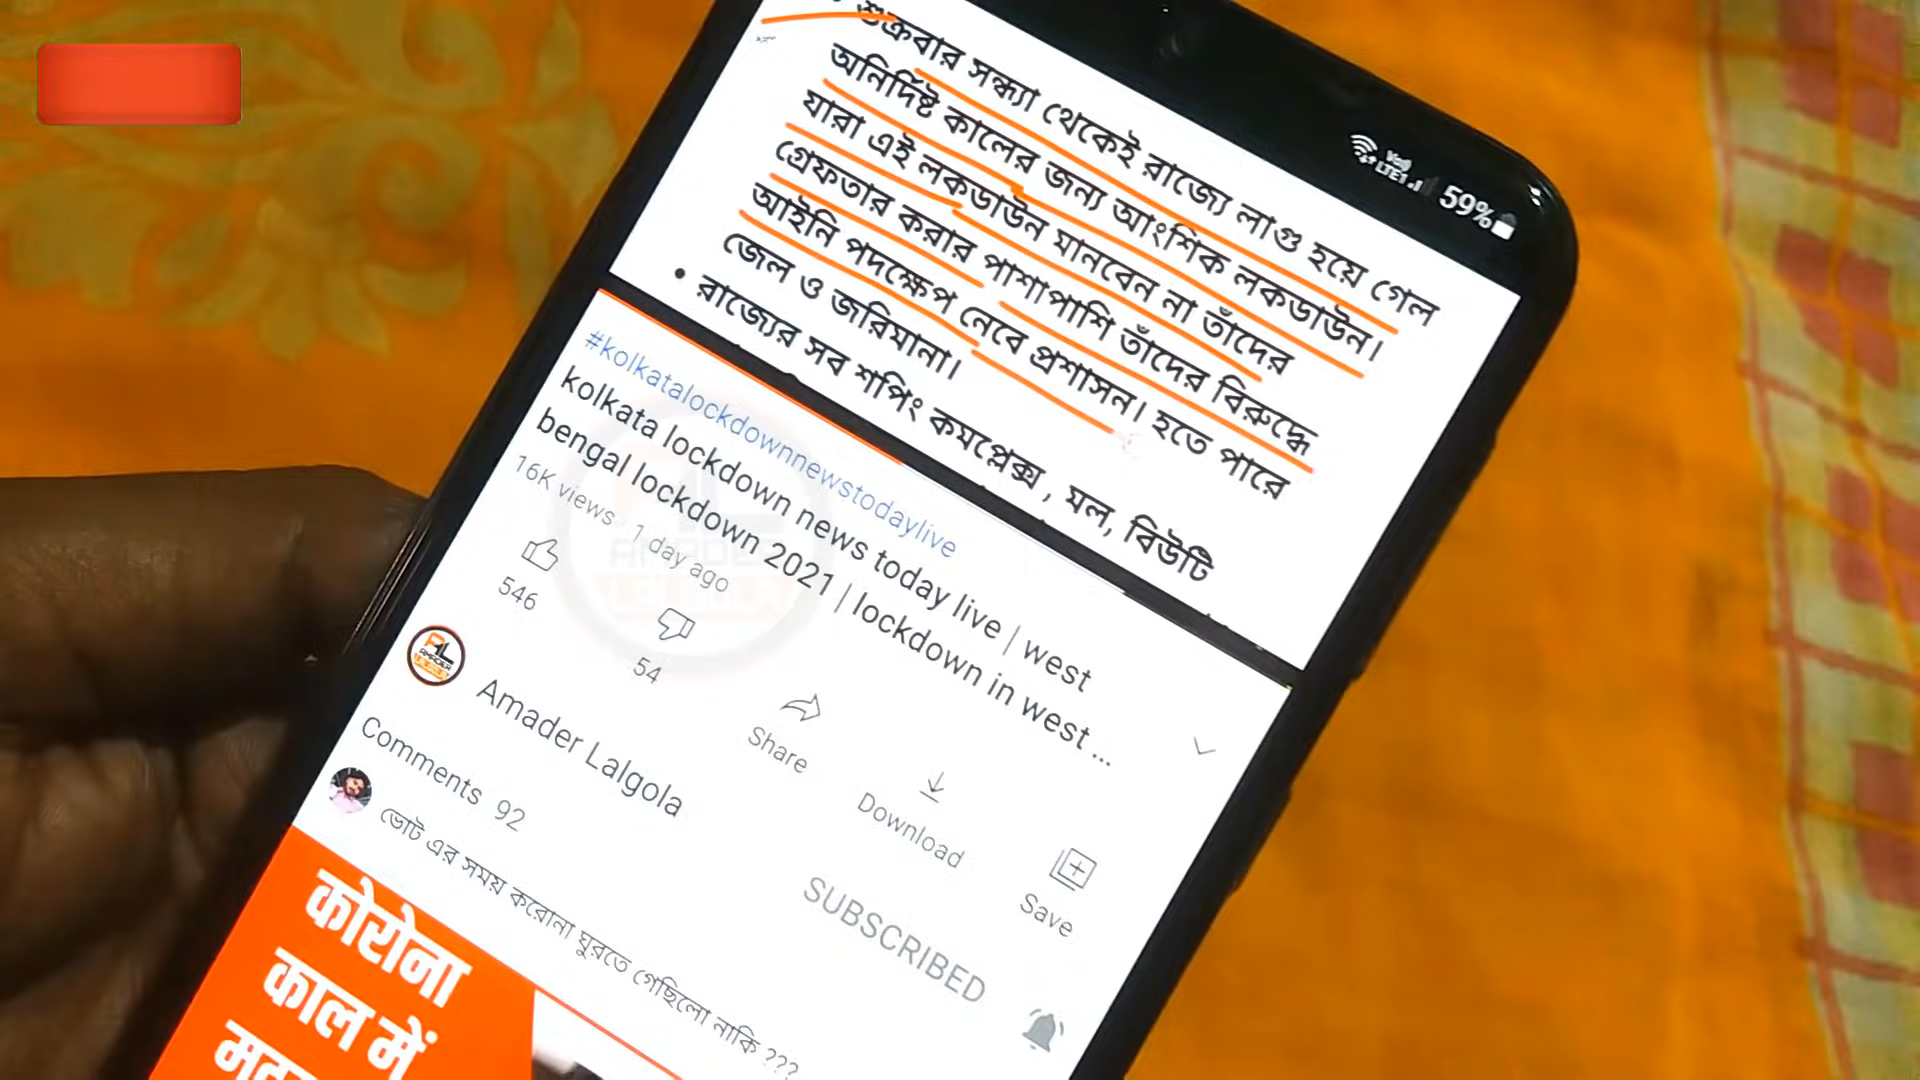 শুক্রবার সন্ধ্যা থেকেই রাজ্যে লাগু হয়ে গেল
অনির্দিষ্ট কালের জন্য আংশিক লকডাউন।
যারা এই লকডাউন মানবেন না তাঁদের
গ্রেফতার করার পাশাপাশি তাঁদের বিরুদ্ধে
আইনি পদক্ষেপ নেবে প্রশাসন। হতে পারে
জেল ও জরিমানা।
• রাজ্যের সব শপিং কমপ্লেক্স, মল, বিউটি
59%
#kolkatalockdownnewstodaylive
kolkata lockdown news today live | west
bengal lockdown 2021 | lockdown in west ...
16K views · 1 day ago
546
54
Share
Download
Save
Amader Lalgola
SUBSCRIBED
Comments 92
ভোট এর সময় করোনা ঘুরতে গেছিলো নাকি ???
कोरोना
काल में